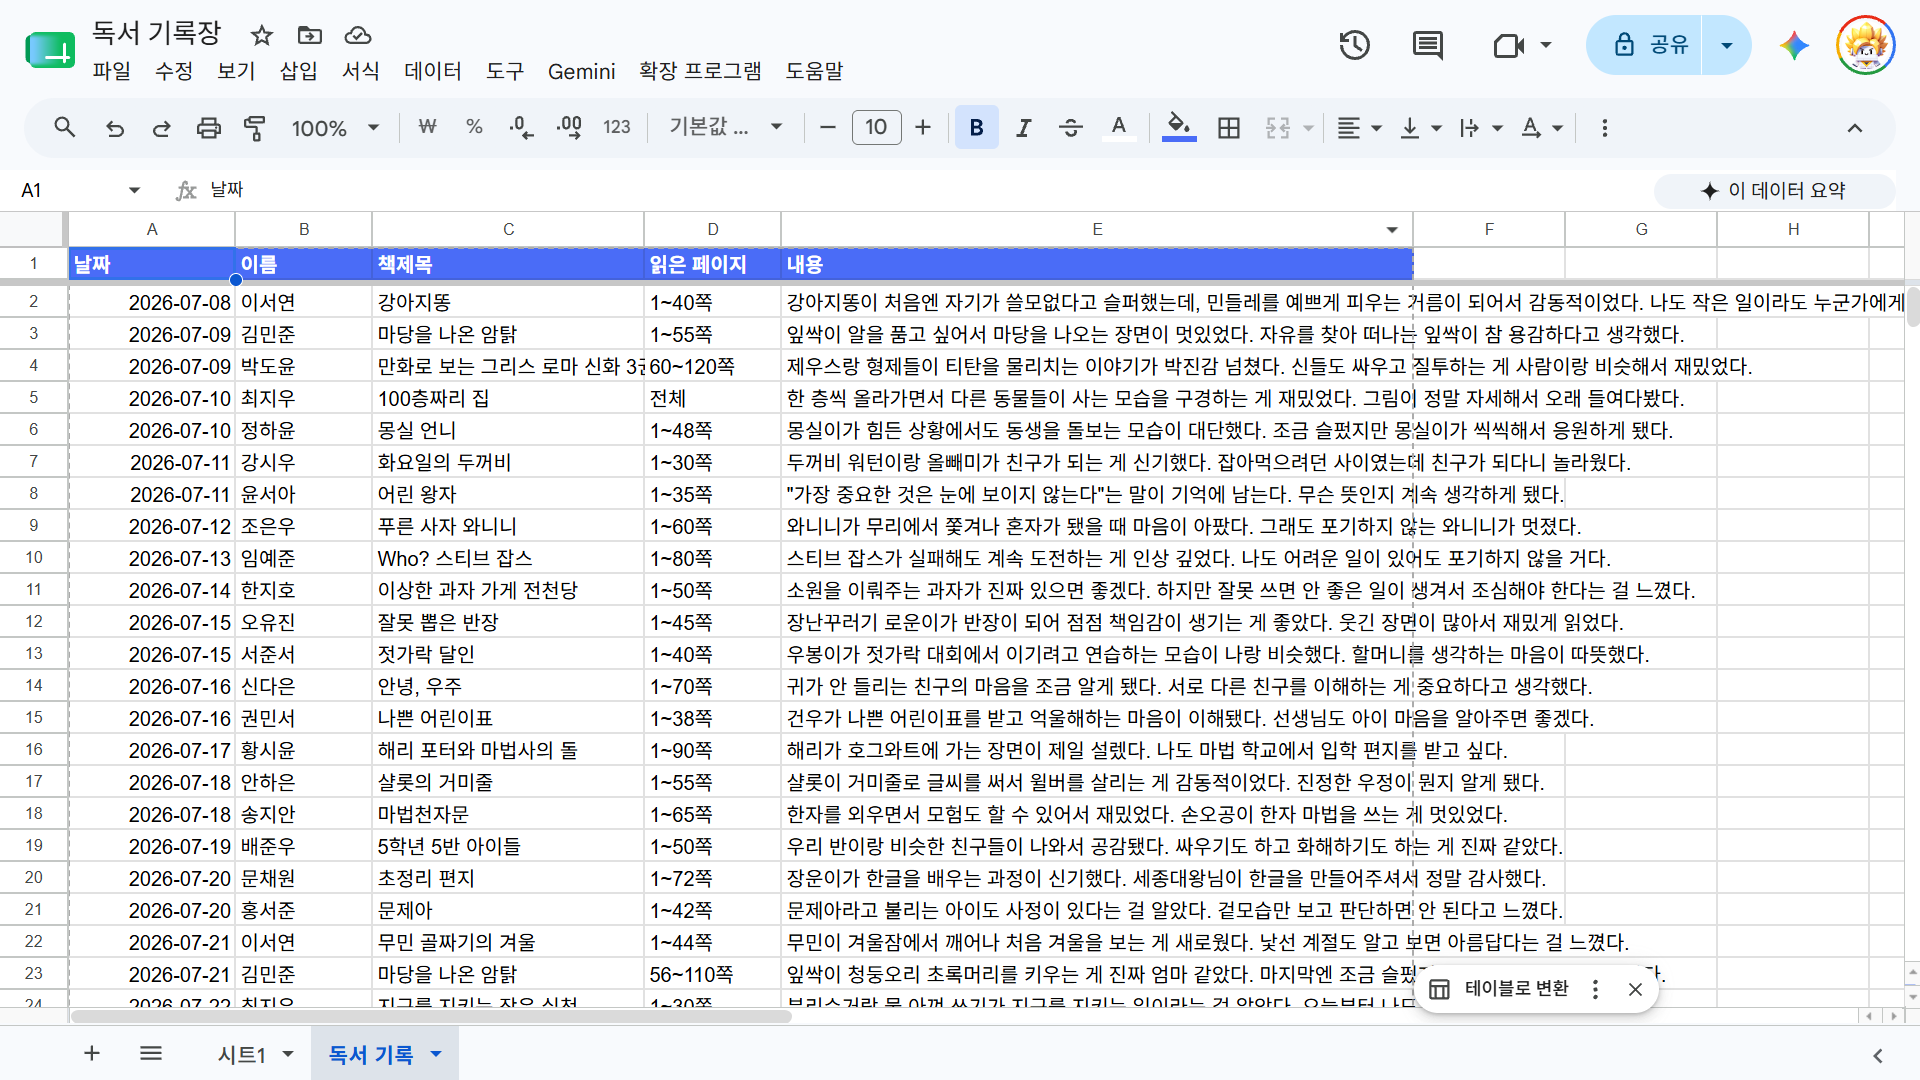 독서 기록장
파일 수정 보기 삽입 서식 데이터 도구 Gemini 확장 프로그램 도움말
공유
100% ₩ % .0 .00 123 기본값 ... 10 B I A A
A1 fx 날짜
이 데이터 요약
A B C D E F G H
1 날짜 이름 책제목 읽은 페이지 내용
2 2026-07-08 이서연 강아지똥 1~40쪽 강아지똥이 처음엔 자기가 쓸모없다고 슬퍼했는데, 민들레를 예쁘게 피우는 거름이 되어서 감동적이었다. 나도 작은 일이라도 누군가에게
3 2026-07-09 김민준 마당을 나온 암탉 1~55쪽 잎싹이 알을 품고 싶어서 마당을 나오는 장면이 멋있었다. 자유를 찾아 떠나는 잎싹이 참 용감하다고 생각했다.
4 2026-07-09 박도윤 만화로 보는 그리스 로마 신화 3권 60~120쪽 제우스랑 형제들이 티탄을 물리치는 이야기가 박진감 넘쳤다. 신들도 싸우고 질투하는 게 사람이랑 비슷해서 재밌었다.
5 2026-07-10 최지우 100층짜리 집 전체 한 층씩 올라가면서 다른 동물들이 사는 모습을 구경하는 게 재밌었다. 그림이 정말 자세해서 오래 들여다봤다.
6 2026-07-10 정하윤 몽실 언니 1~48쪽 몽실이가 힘든 상황에서도 동생을 돌보는 모습이 대단했다. 조금 슬펐지만 몽실이가 씩씩해서 응원하게 됐다.
7 2026-07-11 강시우 화요일의 두꺼비 1~30쪽 두꺼비 워턴이랑 올빼미가 친구가 되는 게 신기했다. 잡아먹으려던 사이였는데 친구가 되다니 놀라웠다.
8 2026-07-11 윤서아 어린 왕자 1~35쪽 "가장 중요한 것은 눈에 보이지 않는다"는 말이 기억에 남는다. 무슨 뜻인지 계속 생각하게 됐다.
9 2026-07-12 조은우 푸른 사자 와니니 1~60쪽 와니니가 무리에서 쫓겨나 혼자가 됐을 때 마음이 아팠다. 그래도 포기하지 않는 와니니가 멋졌다.
10 2026-07-13 임예준 Who? 스티브 잡스 1~80쪽 스티브 잡스가 실패해도 계속 도전하는 게 인상 깊었다. 나도 어려운 일이 있어도 포기하지 않을 거다.
11 2026-07-14 한지호 이상한 과자 가게 전천당 1~50쪽 소원을 이뤄주는 과자가 진짜 있으면 좋겠다. 하지만 잘못 쓰면 안 좋은 일이 생겨서 조심해야 한다는 걸 느꼈다.
12 2026-07-15 오유진 잘못 뽑은 반장 1~45쪽 장난꾸러기 로운이가 반장이 되어 점점 책임감이 생기는 게 좋았다. 웃긴 장면이 많아서 재밌게 읽었다.
13 2026-07-15 서준서 젓가락 달인 1~40쪽 우봉이가 젓가락 대회에서 이기려고 연습하는 모습이 나랑 비슷했다. 할머니를 생각하는 마음이 따뜻했다.
14 2026-07-16 신다은 안녕, 우주 1~70쪽 귀가 안 들리는 친구의 마음을 조금 알게 됐다. 서로 다른 친구를 이해하는 게 중요하다고 생각했다.
15 2026-07-16 권민서 나쁜 어린이표 1~38쪽 건우가 나쁜 어린이표를 받고 억울해하는 마음이 이해됐다. 선생님도 아이 마음을 알아주면 좋겠다.
16 2026-07-17 황시윤 해리 포터와 마법사의 돌 1~90쪽 해리가 호그와트에 가는 장면이 제일 설렜다. 나도 마법 학교에서 입학 편지를 받고 싶다.
17 2026-07-18 안하은 샬롯의 거미줄 1~55쪽 샬롯이 거미줄로 글씨를 써서 윌버를 살리는 게 감동적이었다. 진정한 우정이 뭔지 알게 됐다.
18 2026-07-18 송지안 마법천자문 1~65쪽 한자를 외우면서 모험도 할 수 있어서 재밌었다. 손오공이 한자 마법을 쓰는 게 멋있었다.
19 2026-07-19 배준우 5학년 5반 아이들 1~50쪽 우리 반이랑 비슷한 친구들이 나와서 공감됐다. 싸우기도 하고 화해하기도 하는 게 진짜 같았다.
20 2026-07-20 문채원 초정리 편지 1~72쪽 장운이가 한글을 배우는 과정이 신기했다. 세종대왕님이 한글을 만들어주셔서 정말 감사했다.
21 2026-07-20 홍서준 문제아 1~42쪽 문제아라고 불리는 아이도 사정이 있다는 걸 알았다. 겉모습만 보고 판단하면 안 된다고 느꼈다.
22 2026-07-21 이서연 무민 골짜기의 겨울 1~44쪽 무민이 겨울잠에서 깨어나 처음 겨울을 보는 게 새로웠다. 낯선 계절도 알고 보면 아름답다는 걸 느꼈다.
23 2026-07-21 김민준 마당을 나온 암탉 56~110쪽 잎싹이 청둥오리 초록머리를 키우는 게 진짜 엄마 같았다. 마지막엔 조금 슬펐
24 2026-07-22 최지우 1~30쪽
테이블로 변환
시트1 독서 기록